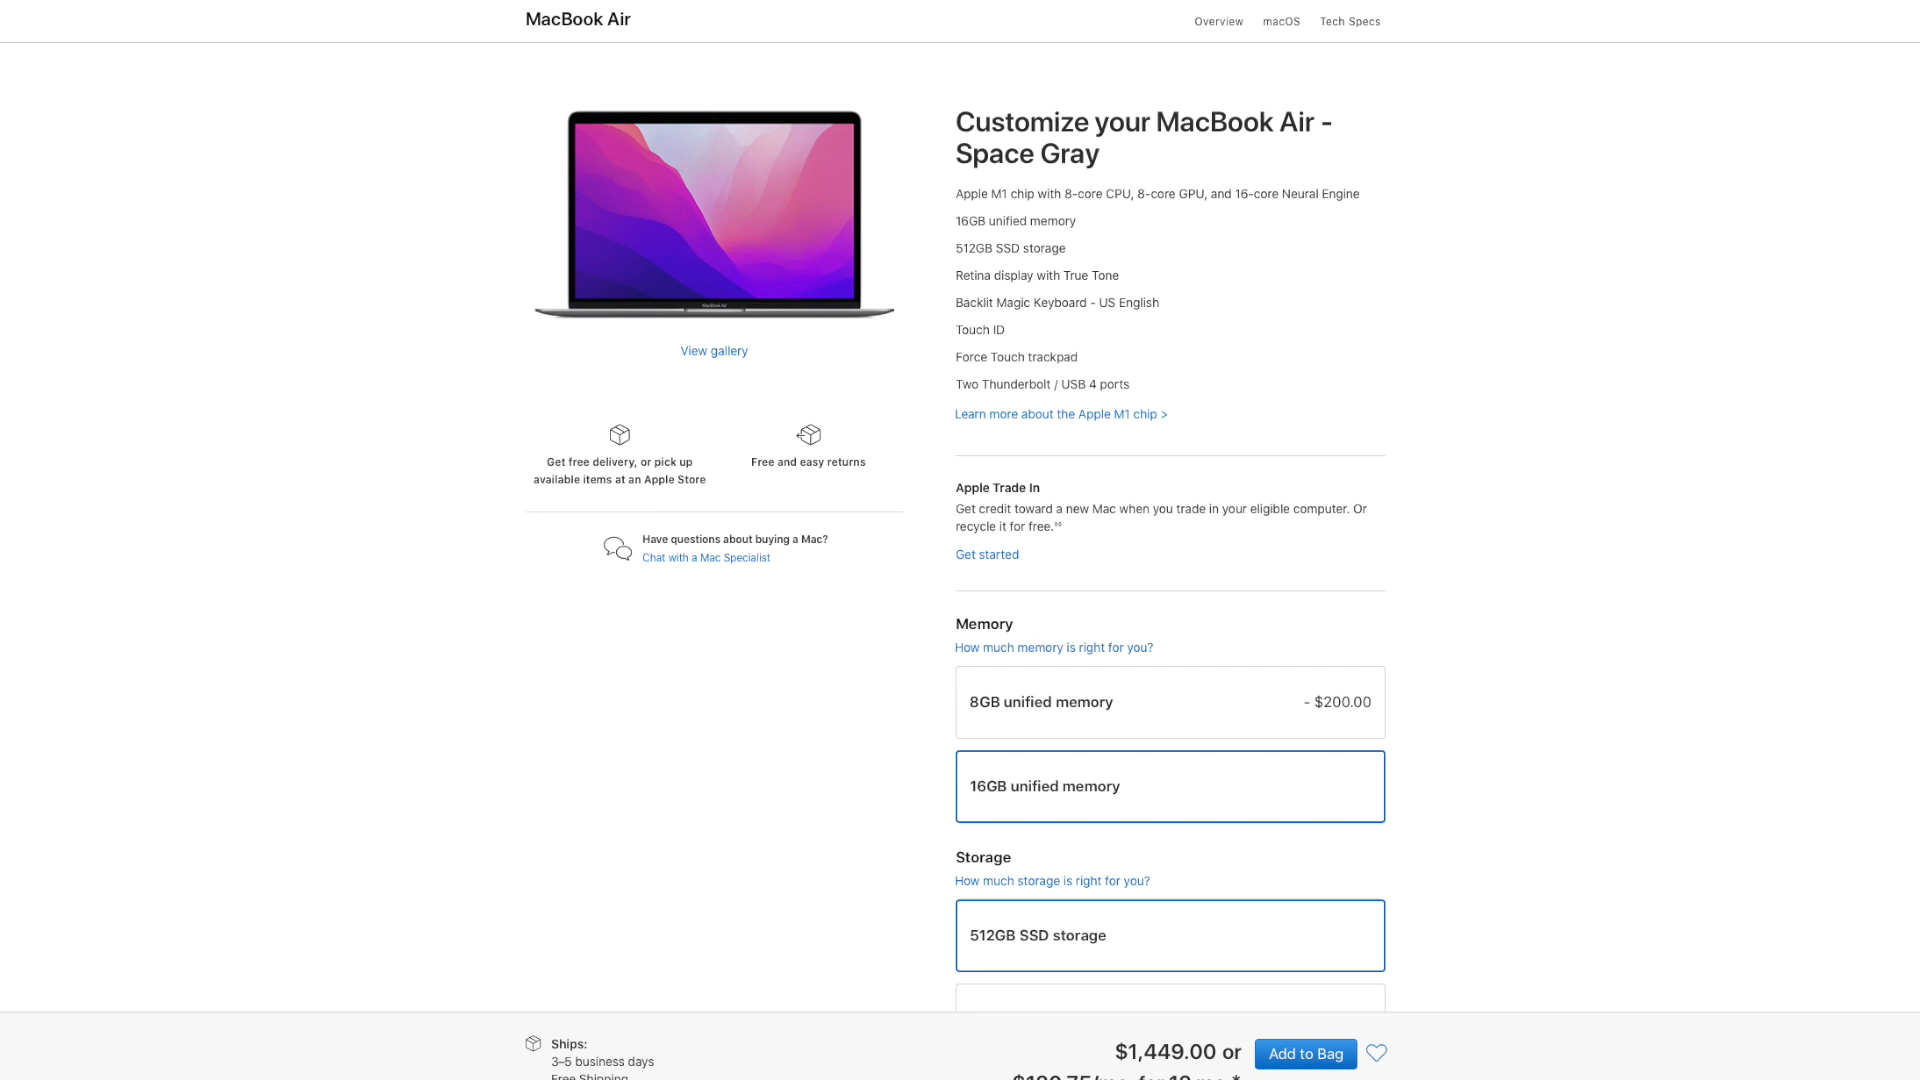 MacBook Air
Overview
macOS
Tech Specs
Customize your MacBook Air -
Space Gray
Apple M1 chip with 8-core CPU, 8-core GPU, and 16-core Neural Engine
16GB unified memory
512GB SSD storage
Retina display with True Tone
Backlit Magic Keyboard - US English
Touch ID
Force Touch trackpad
Two Thunderbolt / USB 4 ports
Learn more about the Apple M1 chip >
MacBook Air
View gallery
Get free delivery, or pick up
available items at an Apple Store
Free and easy returns
Have questions about buying a Mac?
Chat with a Mac Specialist
Apple Trade In
Get credit toward a new Mac when you trade in your eligible computer. Or
recycle it for free.
Get started
Memory
How much memory is right for you?
8GB unified memory - $200.00
16GB unified memory
Storage
How much storage is right for you?
512GB SSD storage
Ships:
3–5 business days
Free Shipping
$1,449.00 or
Add to Bag